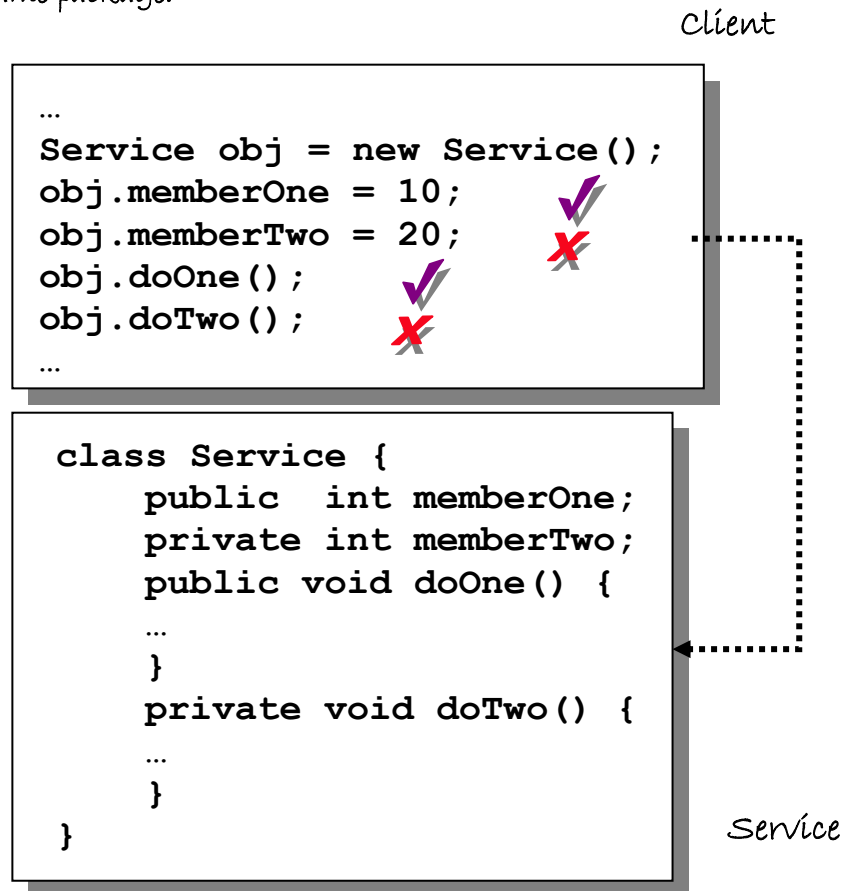 package.
Client
…
Service obj = new Service();
obj.memberOne = 10;
obj.memberTwo = 20;
obj.doOne();
obj.doTwo();
…
class Service {
public int memberOne;
private int memberTwo;
public void doOne() {
…
}
private void doTwo() {
…
}
}
Service